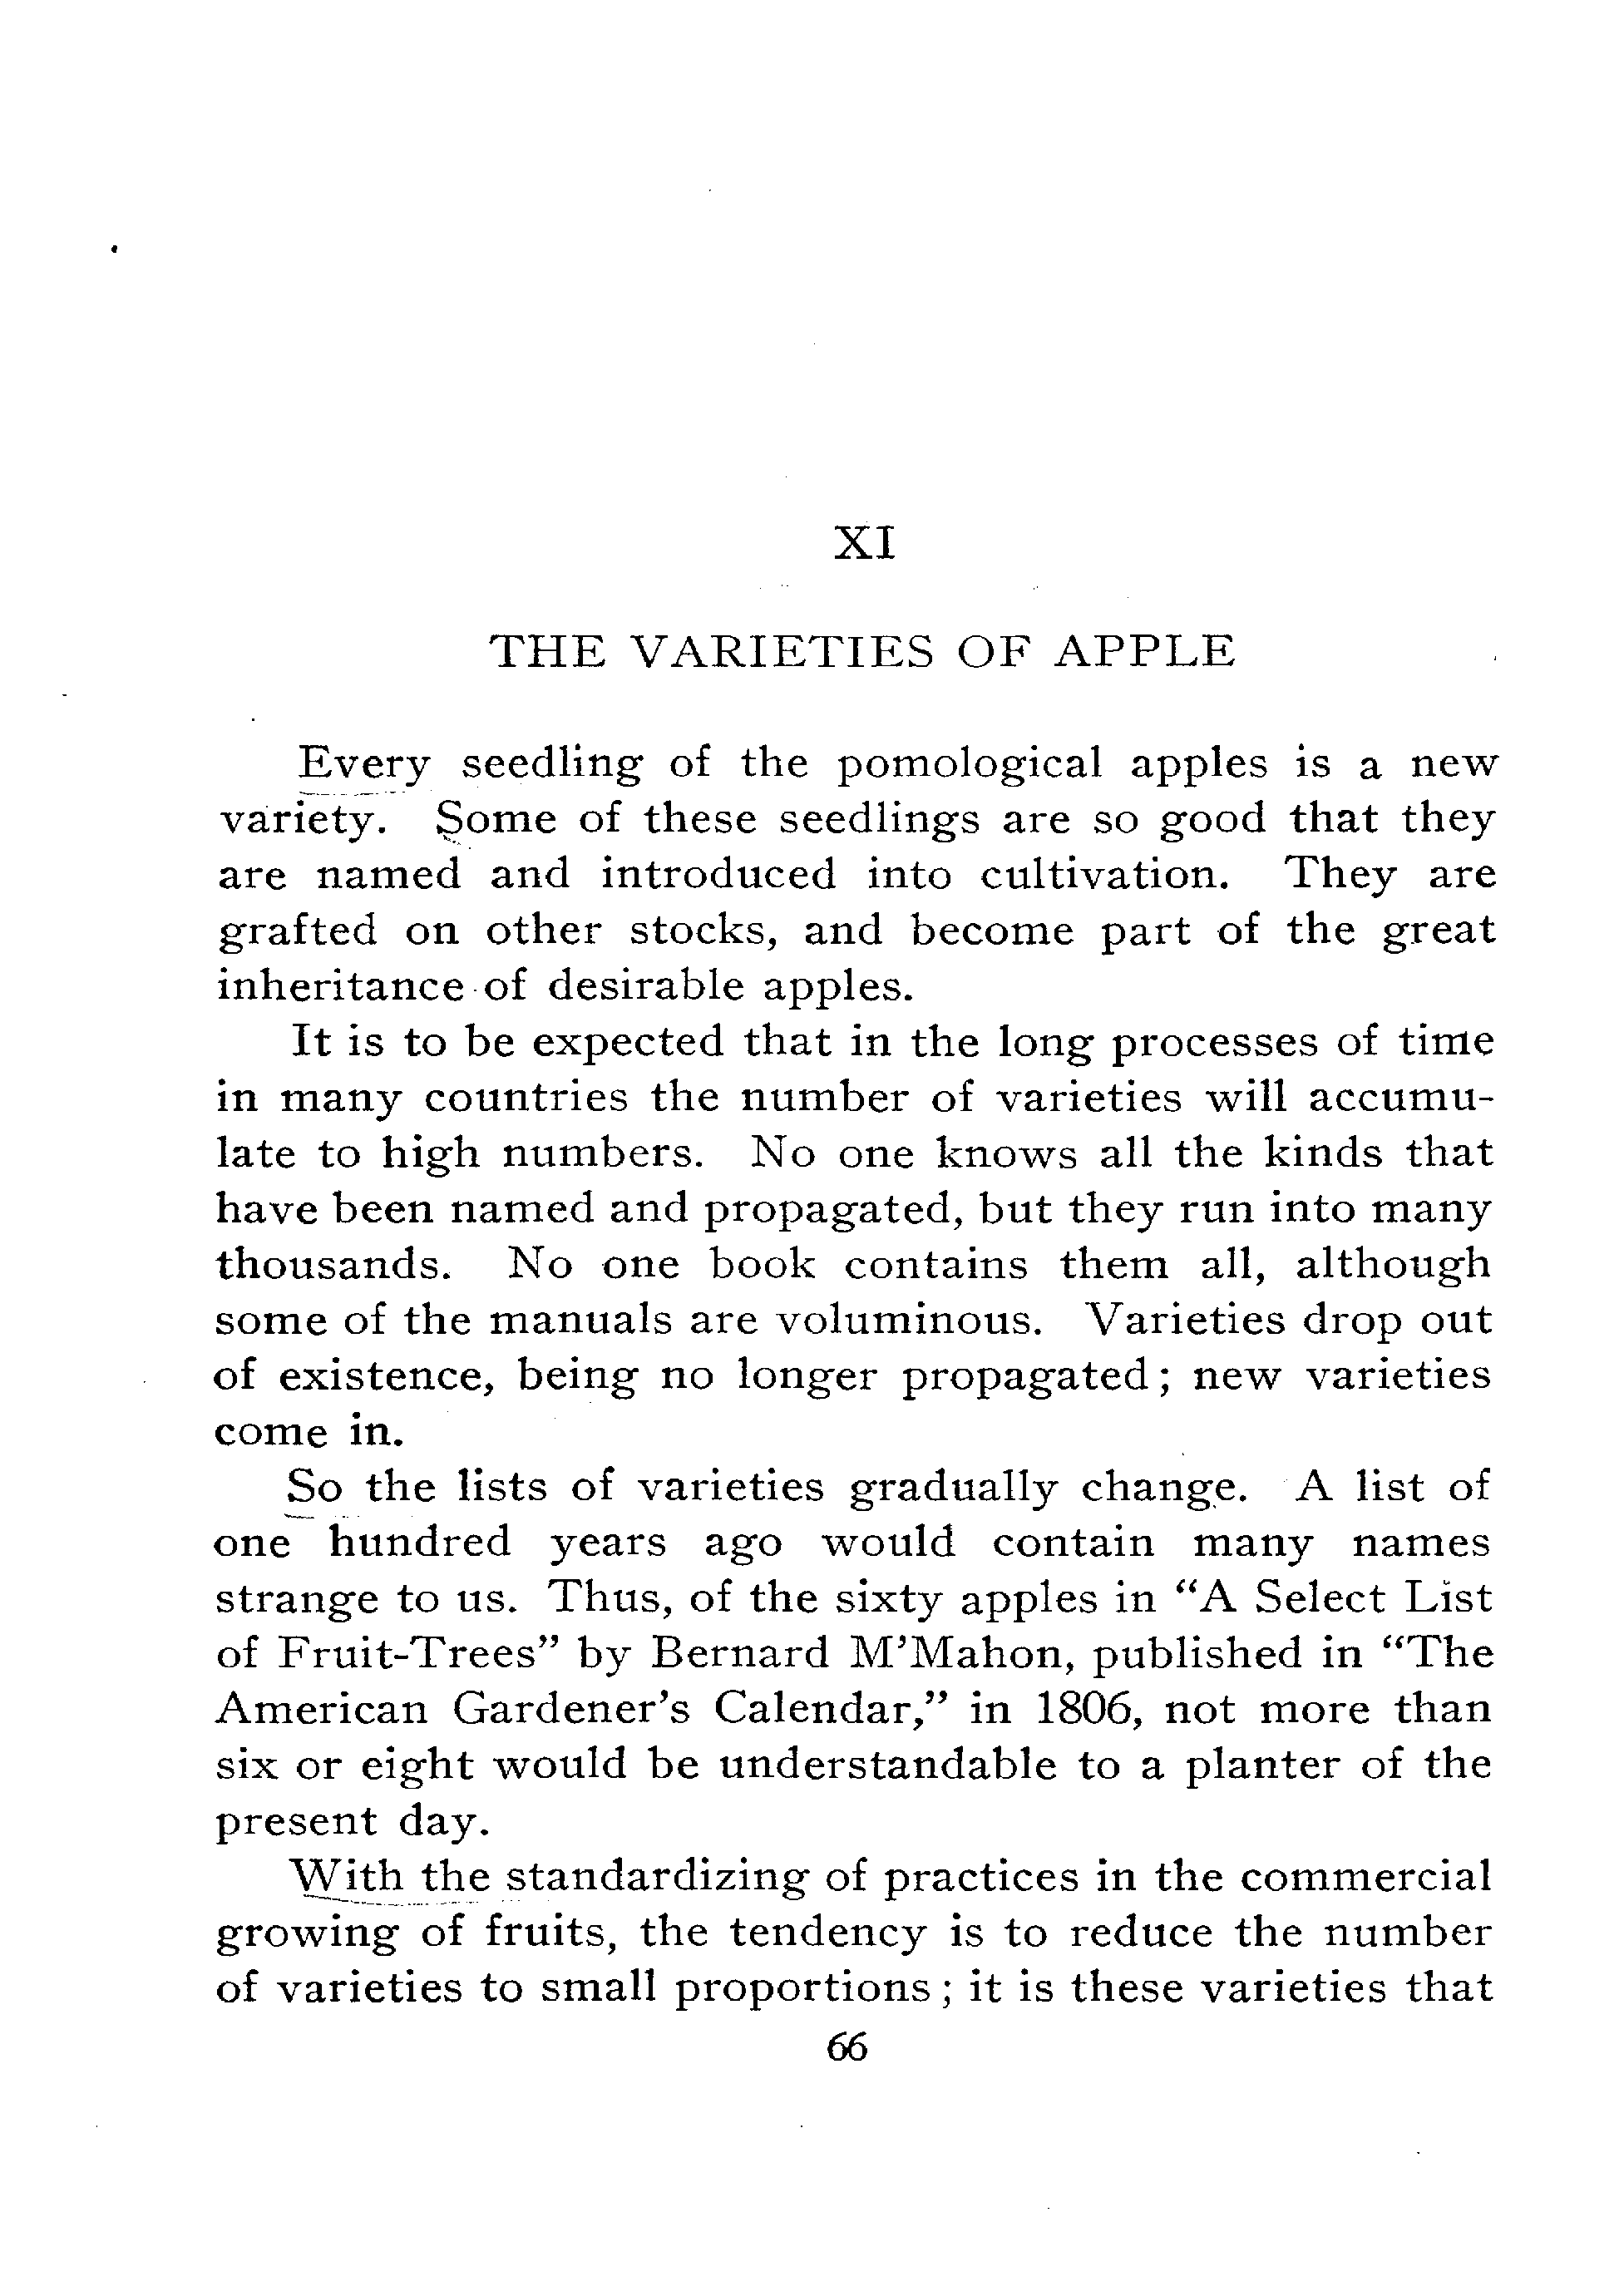 XI
THE VARIETIES OF APPLE
Every seedling of the pomological apples is a new
variety. Some of these seedlings are so good that they
are named and introduced into cultivation. They are
grafted on other stocks, and become part of the great
inheritance of desirable apples.
It is to be expected that in the long processes of time
in many countries the number of varieties will accumu-
late to high numbers. No one knows all the kinds that
have been named and propagated, but they run into many
thousands. No one book contains them all, although
some of the manuals are voluminous. Varieties drop out
of existence, being no longer propagated; new varieties
come in.
So the lists of varieties gradually change. A list of
one hundred years ago would contain many names
strange to us. Thus, of the sixty apples in “A Select List
of Fruit-Trees” by Bernard M’Mahon, published in “The
American Gardener’s Calendar,” in 1806, not more than
six or eight would be understandable to a planter of the
present day.
With the standardizing of practices in the commercial
growing of fruits, the tendency is to reduce the number
of varieties to small proportions; it is these varieties that
66